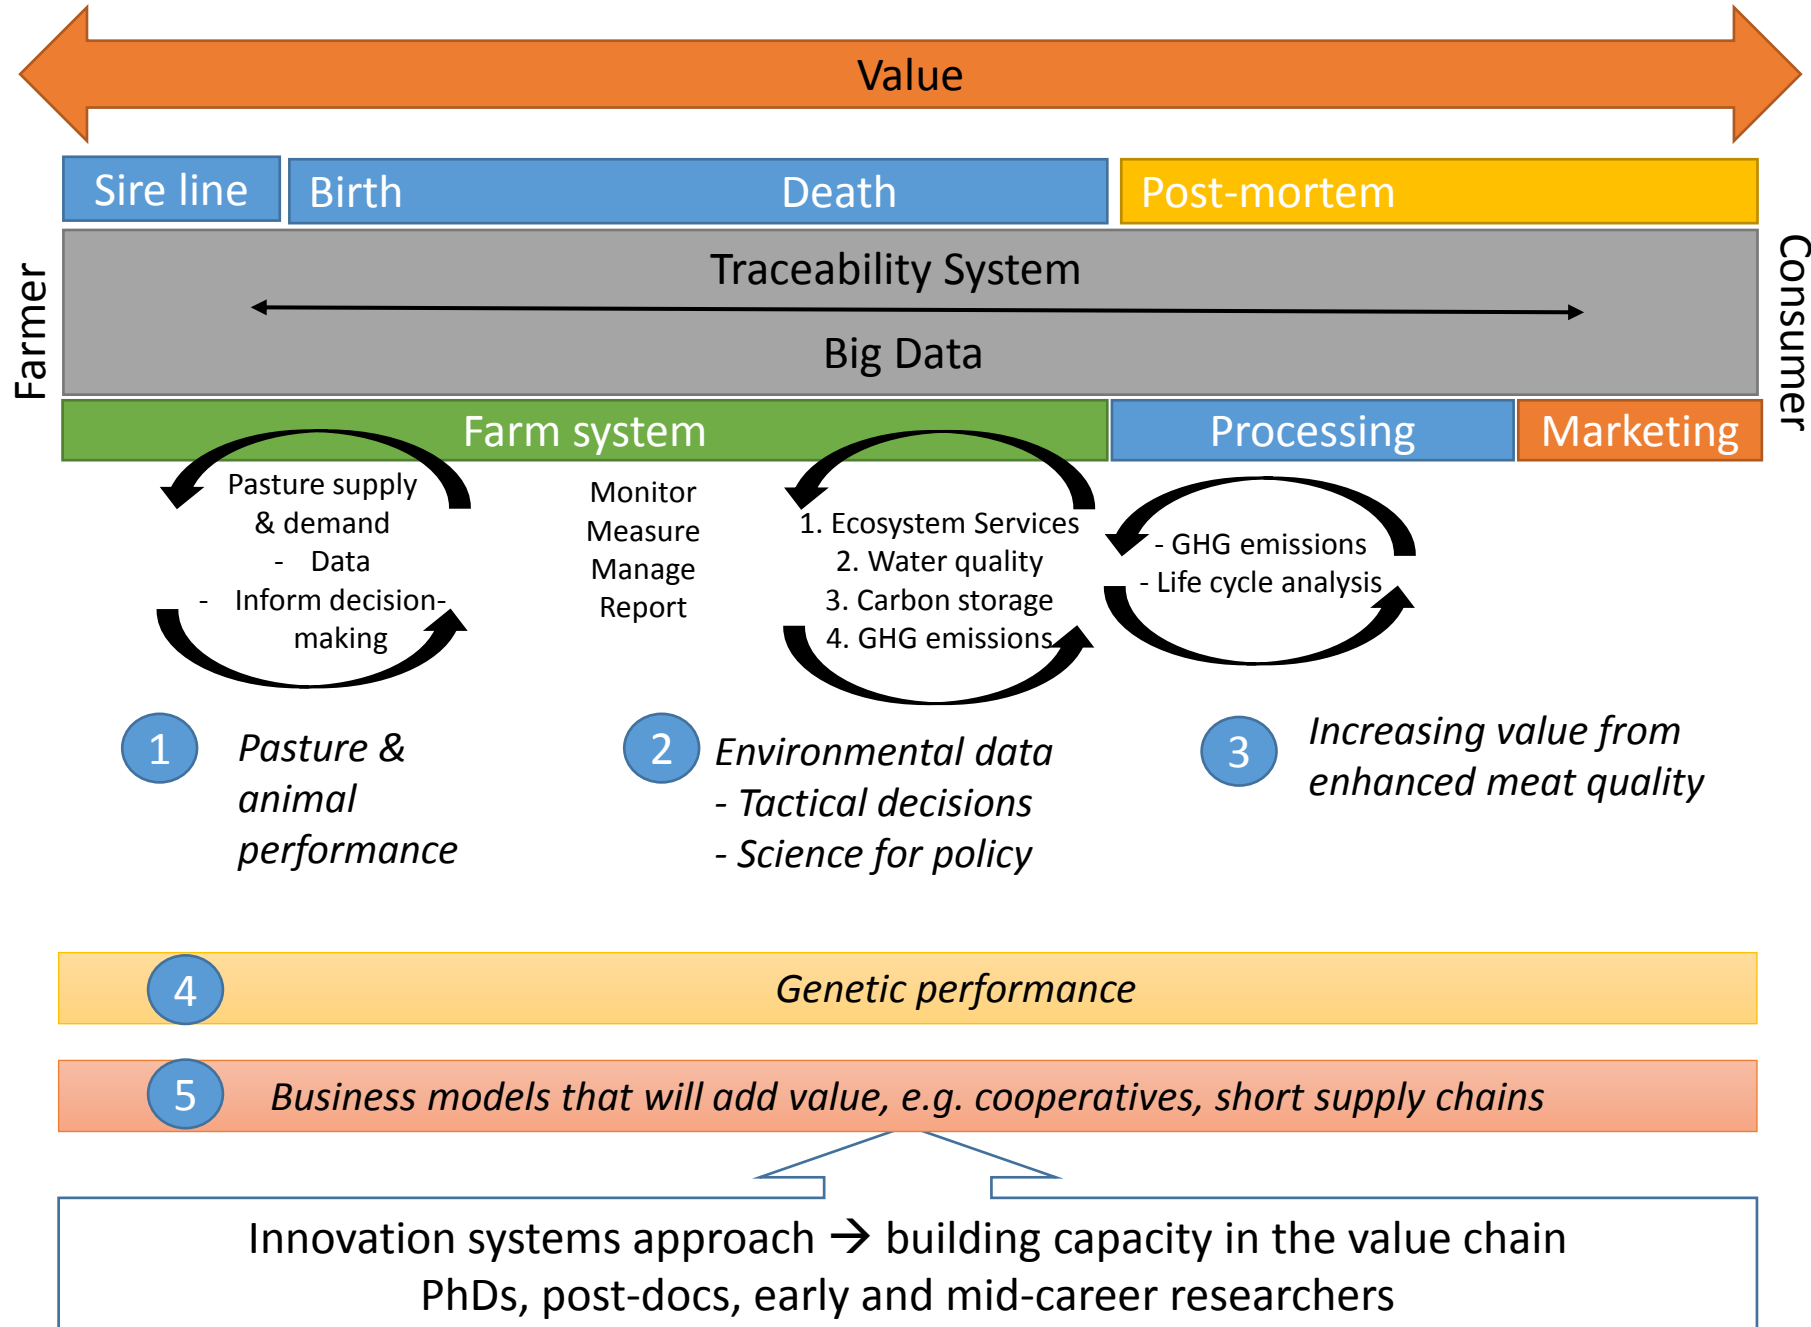 Value
Sire line
Birth
Death
Post-mortem
Farmer
Traceability System
Big Data
Consumer
Farm system
Processing
Marketing
Pasture supply
& demand
- Data
- Inform decision-
making
Monitor
Measure
Manage
Report
1. Ecosystem Services
2. Water quality
3. Carbon storage
4. GHG emissions
- GHG emissions
- Life cycle analysis
1
Pasture &
animal
performance
2
Environmental data
- Tactical decisions
- Science for policy
3
Increasing value from
enhanced meat quality
4
Genetic performance
5
Business models that will add value, e.g. cooperatives, short supply chains
Innovation systems approach → building capacity in the value chain
PhDs, post-docs, early and mid-career researchers